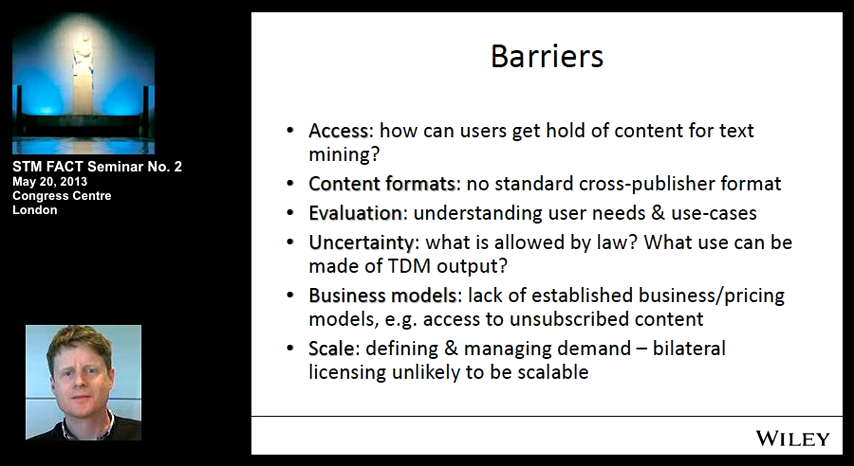 STM FACT Seminar No. 2
May 20, 2013
Congress Centre
London
Barriers
• Access: how can users get hold of content for text
mining?
• Content formats: no standard cross-publisher format
• Evaluation: understanding user needs & use-cases
• Uncertainty: what is allowed by law? What use can be
made of TDM output?
• Business models: lack of established business/pricing
models, e.g. access to unsubscribed content
• Scale: defining & managing demand – bilateral
licensing unlikely to be scalable
WILEY